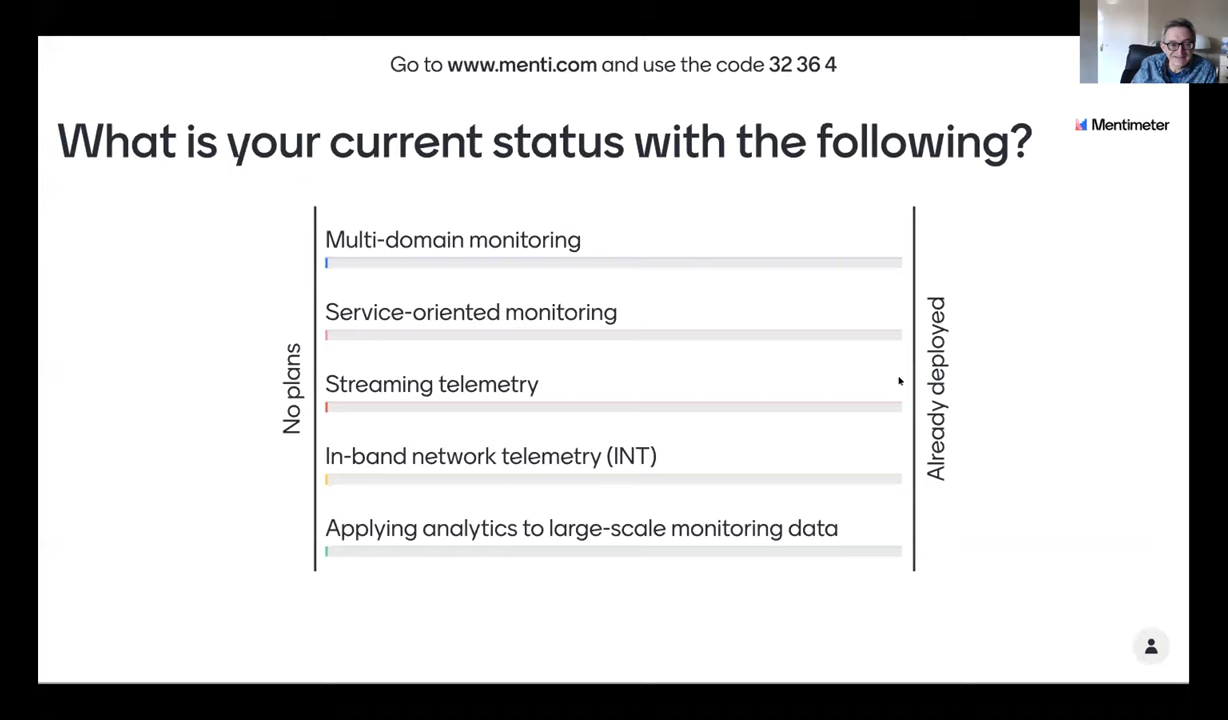 Go to www.menti.com and use the code 32 36 4
Mentimeter
What is your current status with the following?
Multi-domain monitoring
Service-oriented monitoring
Streaming telemetry
In-band network telemetry (INT)
Applying analytics to large-scale monitoring data
No plans
Already deployed